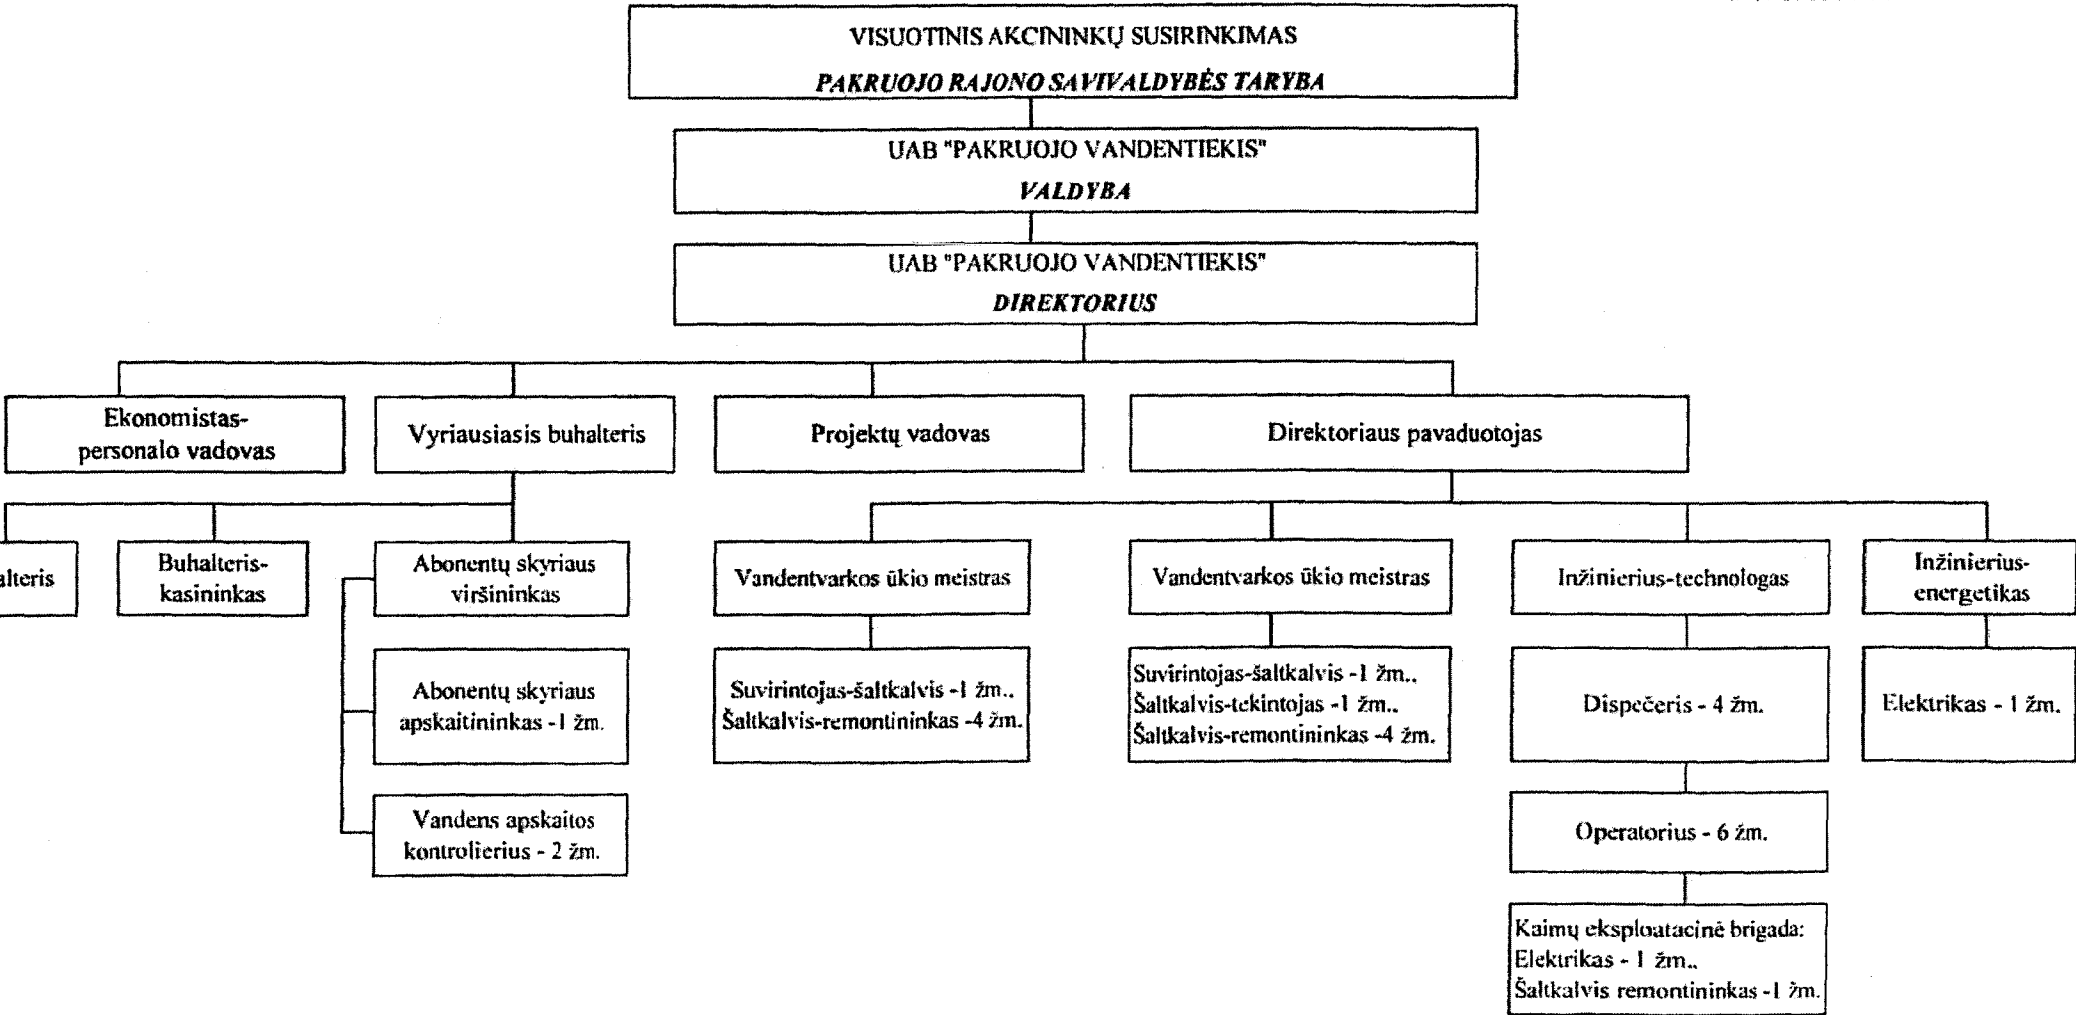 VISUOTINIS AKCININKŲ SUSIRINKIMAS
PAKRUOJO RAJONO SAVIVALDYBĖS TARYBA
UAB "PAKRUOJO VANDENTIEKIS"
VALDYBA
UAB "PAKRUOJO VANDENTIEKIS"
DIREKTORIUS
Ekonomistas-
personalo vadovas
Vyriausiasis buhalteris
Projektų vadovas
Direktoriaus pavaduotojas
alteris
Buhalteris-
kasininkas
Abonentų skyriaus
viršininkas
Vandentvarkos ūkio meistras
Vandentvarkos ūkio meistras
Inžinierius-technologas
Inžinierius-
energetikas
Abonentų skyriaus
apskaitininkas -1 žm.
Suvirintojas-šaltkalvis -1 žm..
Šaltkalvis-remontininkas -4 žm.
Suvirintojas-šaltkalvis -1 žm..
Šaltkalvis-tekintojas -1 žm..
Šaltkalvis-remontininkas -4 žm.
Dispečeris - 4 žm.
Elektrikas - 1 žm.
Vandens apskaitos
kontrolierius - 2 žm.
Operatorius - 6 žm.
Kaimų eksploatacinė brigada:
Elektrikas - 1 žm..
Šaltkalvis remontininkas -1 žm.